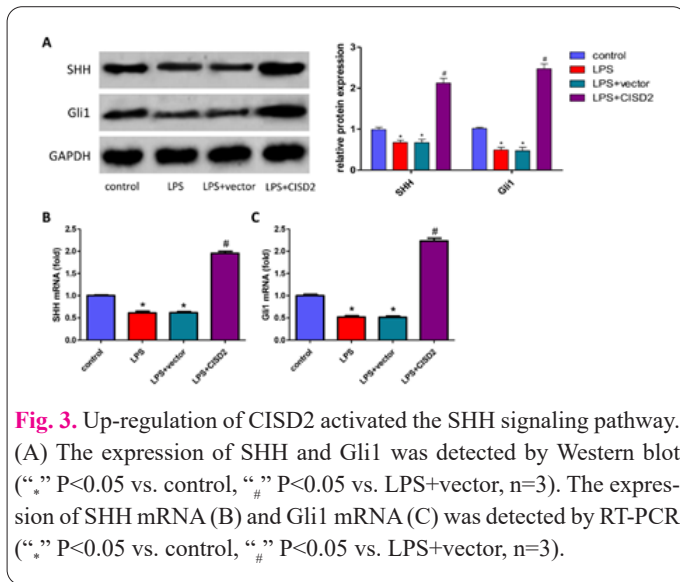 A
SHH
Gli1
GAPDH
control LPS LPS+vector LPS+CISD2
relative protein expression
3
2
1
0
* *
#
* *
#
SHH Gli1
control
LPS
LPS+vector
LPS+CISD2
B
SHH mRNA (fold)
2.5
2.0
1.5
1.0
0.5
0.0
* *
#
control LPS LPS+vector LPS+CISD2
C
Gli1 mRNA (fold)
2.5
2.0
1.5
1.0
0.5
0.0
* *
#
control LPS LPS+vector LPS+CISD2
Fig. 3. Up-regulation of CISD2 activated the SHH signaling pathway.
(A) The expression of SHH and Gli1 was detected by Western blot
(“*” P<0.05 vs. control, “#” P<0.05 vs. LPS+vector, n=3). The expres-
sion of SHH mRNA (B) and Gli1 mRNA (C) was detected by RT-PCR
(“*” P<0.05 vs. control, “#” P<0.05 vs. LPS+vector, n=3).